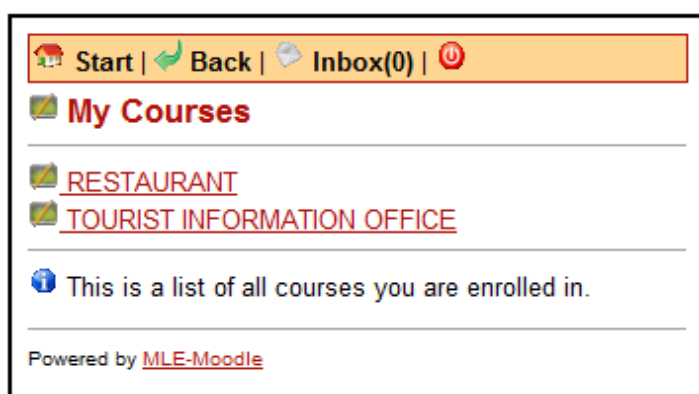 Start | Back | Inbox(0) |
My Courses
RESTAURANT
TOURIST INFORMATION OFFICE
This is a list of all courses you are enrolled in.
Powered by MLE-Moodle